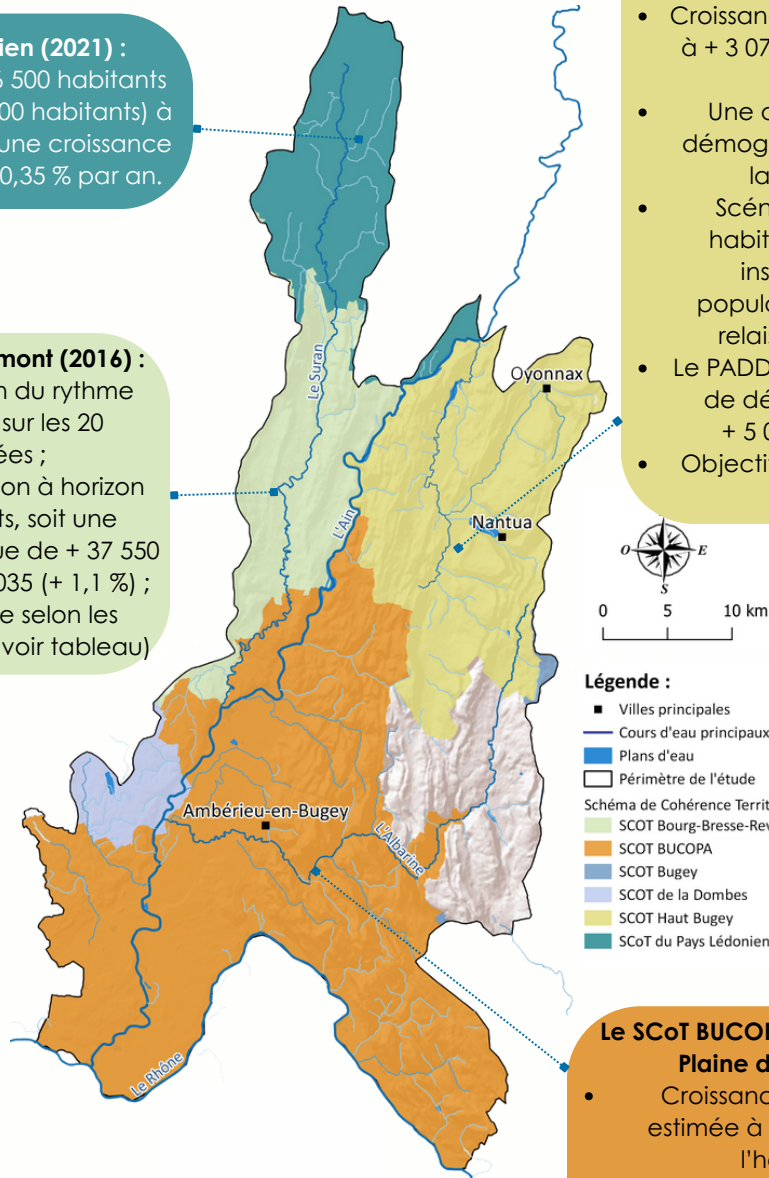 ien (2021) :
500 habitants
00 habitants) à
une croissance
0,35 % par an.
mont (2016) :
du rythme
sur les 20
ées ;
on à horizon
ts, soit une
ue de + 37 550
035 (+ 1,1 %) ;
e selon les
voir tableau)
• Croissan
à + 3 07
• Une
démog
la
• Scén
habit
ins
popul
relai
• Le PADD
de dé
+ 5 0
• Objecti
Le Suran
L'Ain
Oyonnax
Nantua
Ambérieu-en-Bugey
L'Albarine
Le Rhône
O E
S
0 5 10 km
Légende :
Villes principales
Cours d'eau principaux
Plans d'eau
Périmètre de l'étude
Schéma de Cohérence Territ
SCOT Bourg-Bresse-Rev
SCOT BUCOPA
SCOT Bugey
SCOT de la Dombes
SCOT Haut Bugey
SCoT du Pays Lédonien
Le SCoT BUCO
Plaine d
• Croissanc
estimée à
l'h